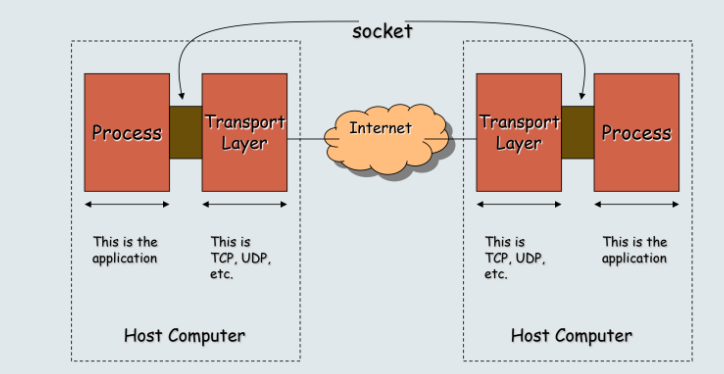 socket
Process
Transport
Layer
Internet
Transport
Layer
Process
This is the
application
This is
TCP, UDP,
etc.
This is
TCP, UDP,
etc.
This is the
application
Host Computer
Host Computer